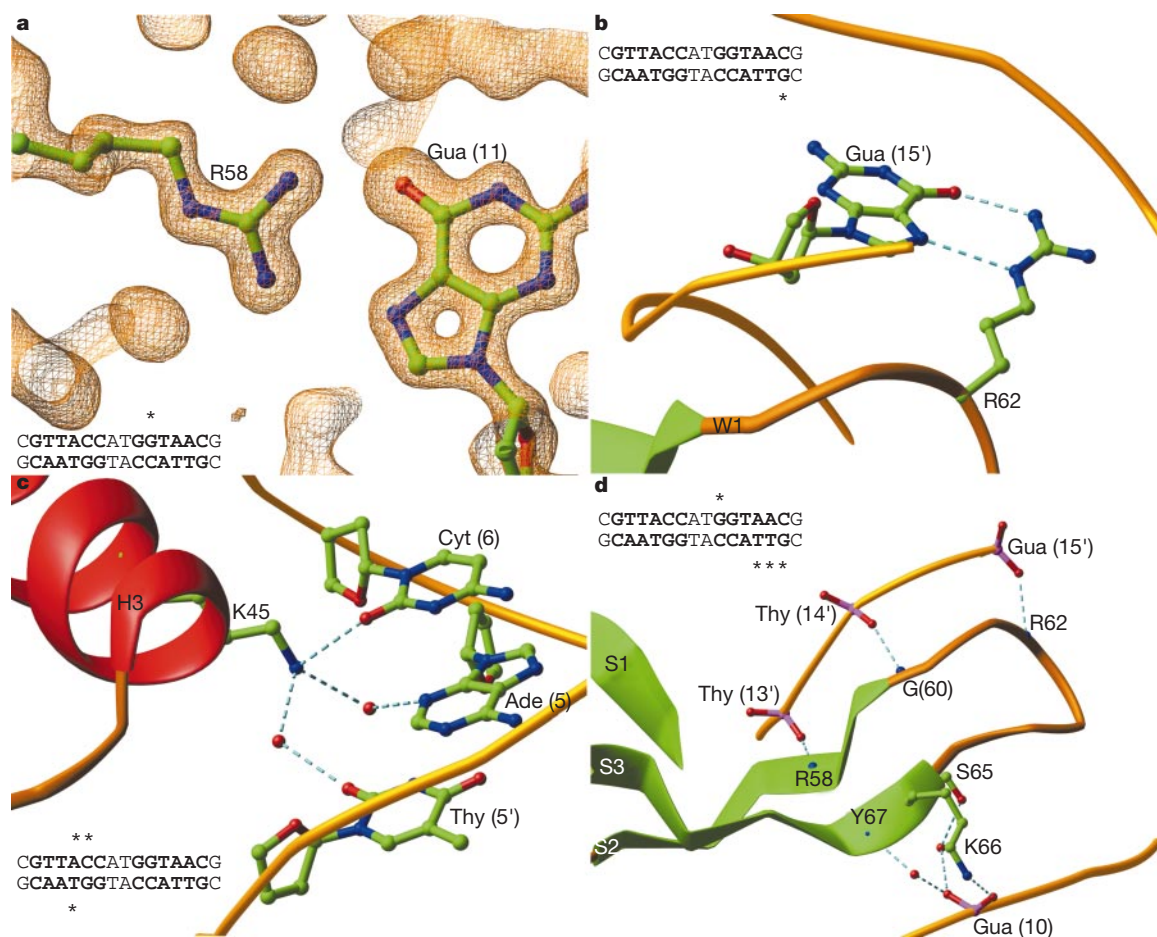 a
R58
Gua (11)
*
CGTTACCATGGTAACG
GCAATGGTACCATTGC
b
CGTTACCATGGTAACG
GCAATGGTACCATTGC
*
Gua (15')
R62
W1
c
Cyt (6)
H3
K45
Ade (5)
Thy (5')
* *
CGTTACCATGGTAACG
GCAATGGTACCATTGC
*
d
*
CGTTACCATGGTAACG
GCAATGGTACCATTGC
* * *
Gua (15')
Thy (14')
R62
S1
G(60)
Thy (13')
S3
R58
S65
Y67
S2
K66
Gua (10)